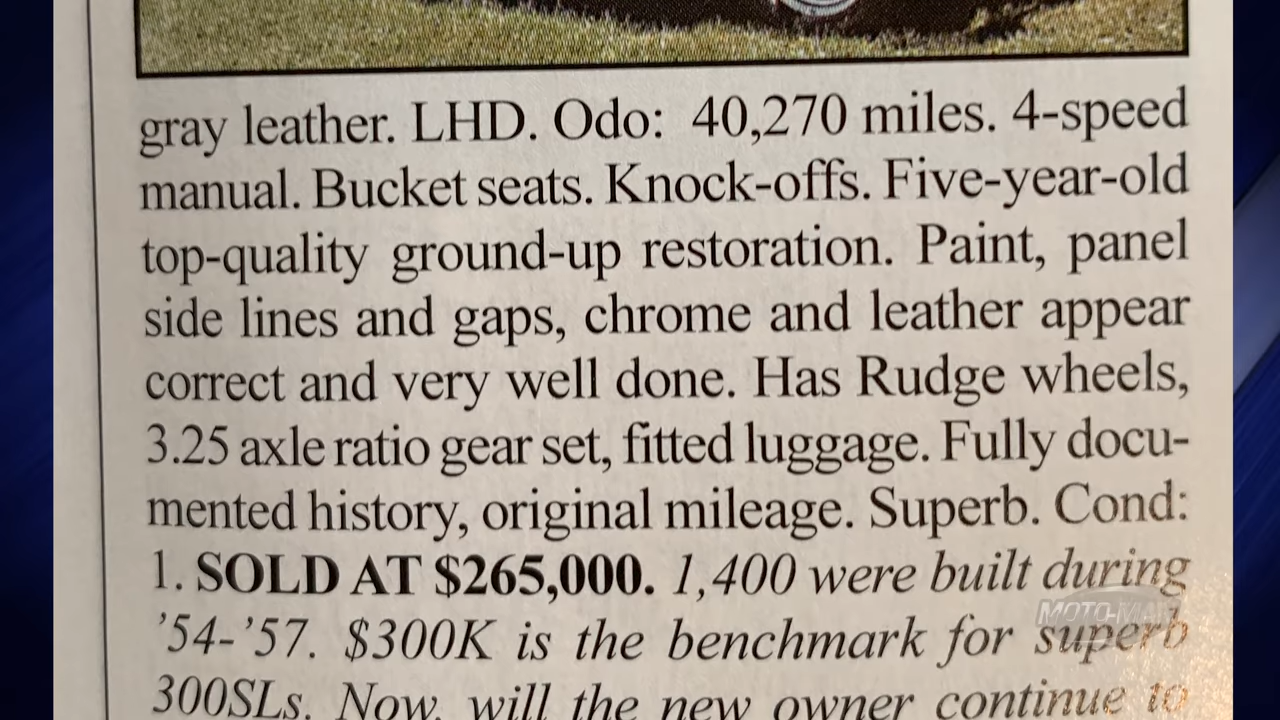 gray leather. LHD. Odo: 40,270 miles. 4-speed
manual. Bucket seats. Knock-offs. Five-year-old
top-quality ground-up restoration. Paint, panel
side lines and gaps, chrome and leather appear
correct and very well done. Has Rudge wheels,
3.25 axle ratio gear set, fitted luggage. Fully docu-
mented history, original mileage. Superb. Cond:
1. SOLD AT $265,000. 1,400 were built during
’54-’57. $300K is the benchmark for superb
300SLs. Now, will the new owner continue to